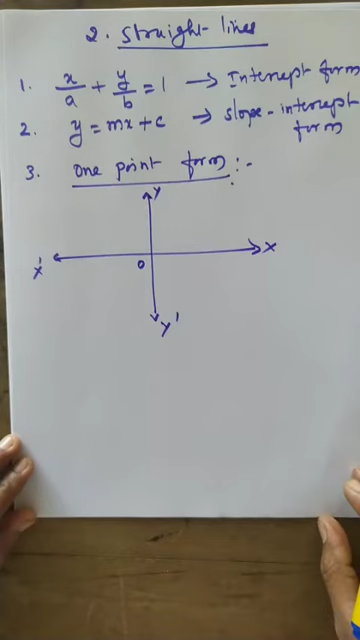 2. Straight-lines
1. x/a + y/b = 1 → Intercept form
2. y = mx + c → slope-intercept form
3. One point form :-
Y
X' O X
Y'